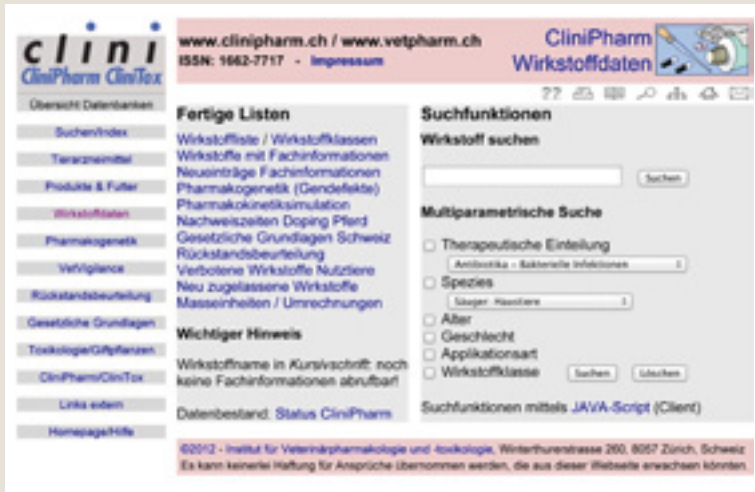 clini
CliniPharm CliniTox
www.clinipharm.ch / www.vetpharm.ch
ISSN: 1662-7717 - Impressum
CliniPharm
Wirkstoffdaten
??
Übersicht Datenbanken
Suchen/Index
Tierarzneimittel
Produkte & Futter
Wirkstoffdaten
Pharmakogenetik
VetVigilance
Rückstandsbeurteilung
Gesetzliche Grundlagen
Toxikologie/Giftpflanzen
CliniPharm/CliniTox
Links extern
Homepage/Hilfe
Fertige Listen
Wirkstoffliste / Wirkstoffklassen
Wirkstoffe mit Fachinformationen
Neueinträge Fachinformationen
Pharmakogenetik (Gendefekte)
Pharmakokinetiksimulation
Nachweiszeiten Doping Pferd
Gesetzliche Grundlagen Schweiz
Rückstandsbeurteilung
Verbotene Wirkstoffe Nutztiere
Neu zugelassene Wirkstoffe
Masseinheiten / Umrechnungen
Wichtiger Hinweis
Wirkstoffname in Kursivschrift: noch
keine Fachinformationen abrufbar!
Datenbestand: Status CliniPharm
Suchfunktionen
Wirkstoff suchen
Suchen
Multiparametrische Suche
Therapeutische Einteilung
Antibiotika - Bakterielle Infektionen
Spezies
Säuger Haustiere
Alter
Geschlecht
Applikationsart
Wirkstoffklasse Suchen Löschen
Suchfunktionen mittels JAVA-Script (Client)
©2012 - Institut für Veterinärpharmakologie und -toxikologie, Winterthurerstrasse 260, 8057 Zürich, Schweiz
Es kann keinerlei Haftung für Ansprüche übernommen werden, die aus dieser Webseite erwachsen könnten